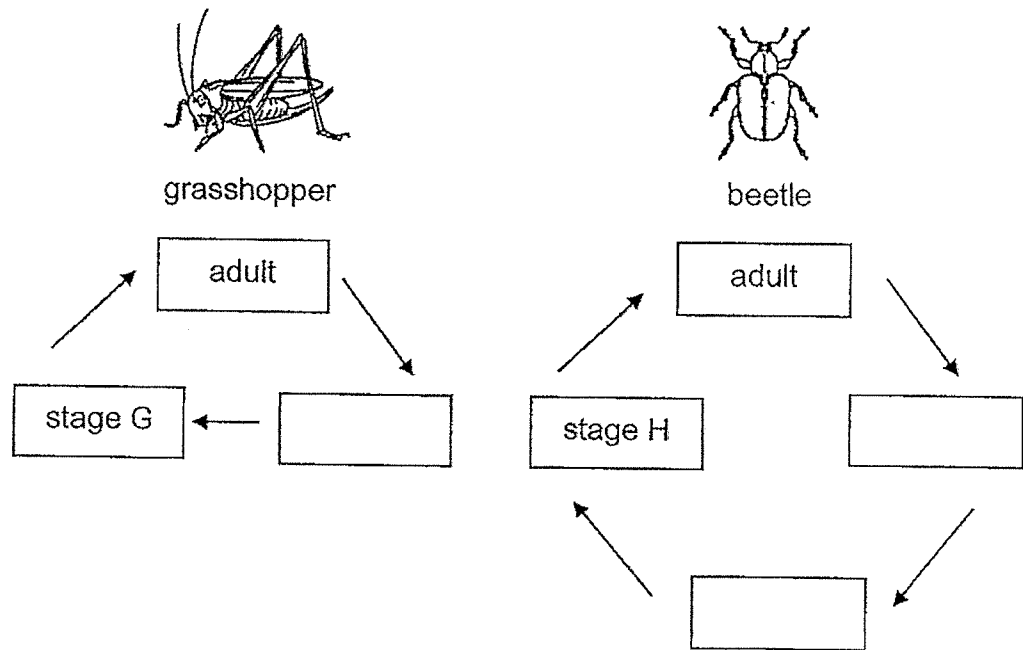 grasshopper
beetle
adult
adult
stage G
stage H